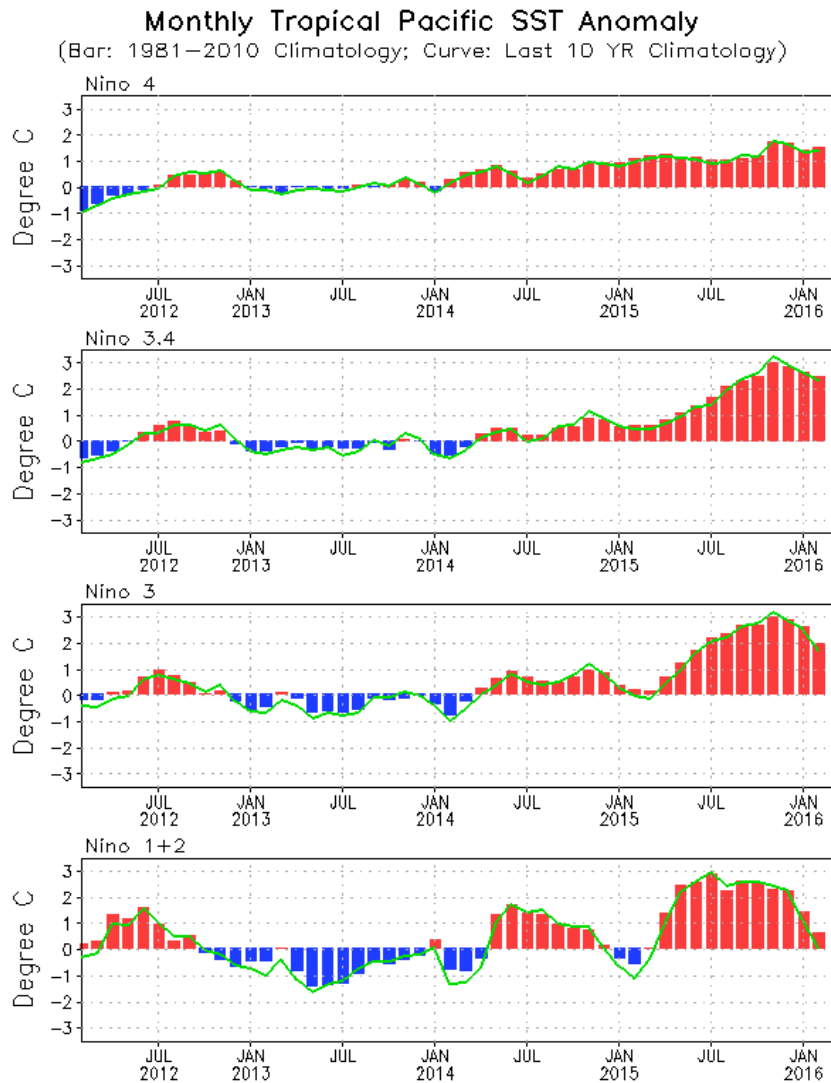 Monthly Tropical Pacific SST Anomaly
(Bar: 1981-2010 Climatology; Curve: Last 10 YR Climatology)
Nino 4
Degree C
3
2
1
0
-1
-2
-3
JUL JAN JUL JAN JUL JAN JUL JAN
2012 2013 2014 2015 2016
Nino 3.4
Degree C
3
2
1
0
-1
-2
-3
JUL JAN JUL JAN JUL JAN JUL JAN
2012 2013 2014 2015 2016
Nino 3
Degree C
3
2
1
0
-1
-2
-3
JUL JAN JUL JAN JUL JAN JUL JAN
2012 2013 2014 2015 2016
Nino 1+2
Degree C
3
2
1
0
-1
-2
-3
JUL JAN JUL JAN JUL JAN JUL JAN
2012 2013 2014 2015 2016